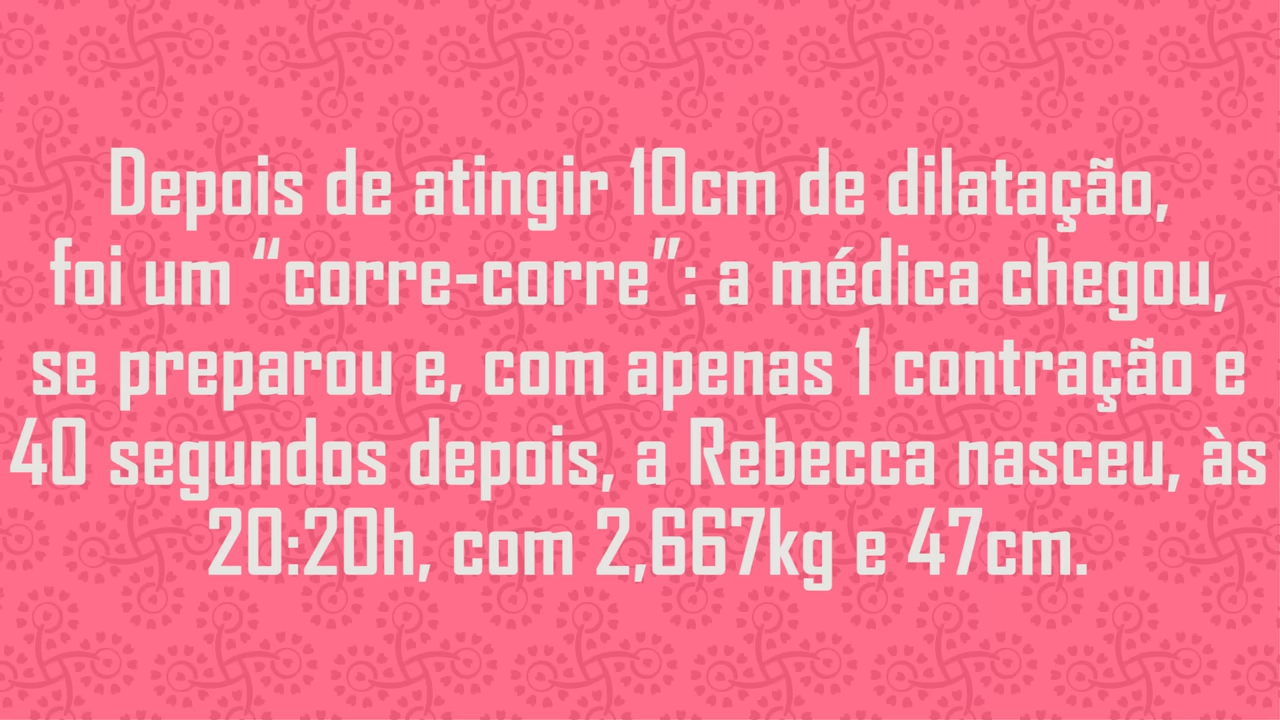 Depois de atingir 10cm de dilatação,
foi um “corre-corre”: a médica chegou,
se preparou e, com apenas 1 contração e
40 segundos depois, a Rebecca nasceu, às
20:20h, com 2,667kg e 47cm.